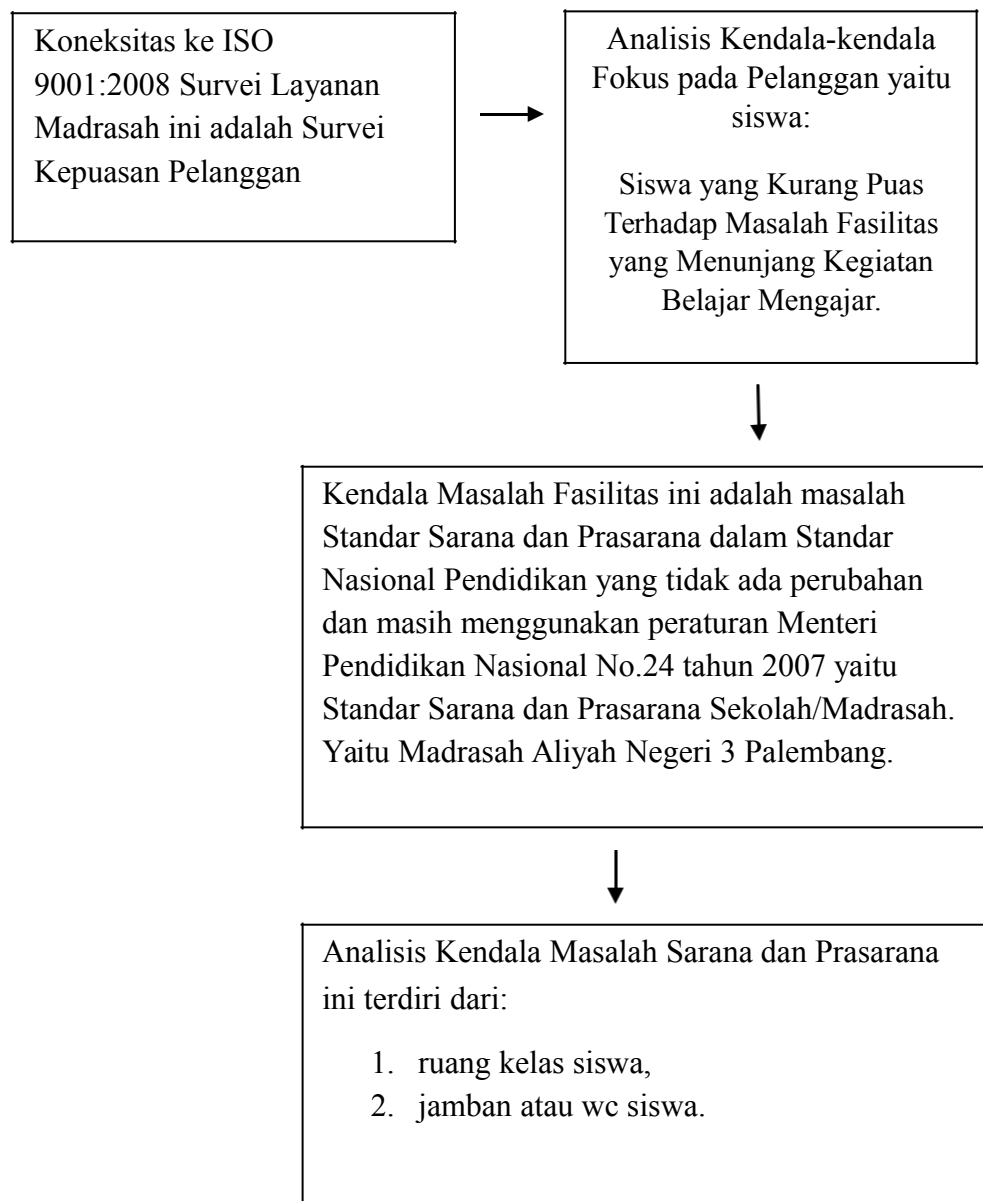 Koneksitas ke ISO
9001:2008 Survei Layanan
Madrasah ini adalah Survei
Kepuasan Pelanggan
Analisis Kendala-kendala
Fokus pada Pelanggan yaitu
siswa:
Siswa yang Kurang Puas
Terhadap Masalah Fasilitas
yang Menunjang Kegiatan
Belajar Mengajar.
Kendala Masalah Fasilitas ini adalah masalah
Standar Sarana dan Prasarana dalam Standar
Nasional Pendidikan yang tidak ada perubahan
dan masih menggunakan peraturan Menteri
Pendidikan Nasional No.24 tahun 2007 yaitu
Standar Sarana dan Prasarana Sekolah/Madrasah.
Yaitu Madrasah Aliyah Negeri 3 Palembang.
Analisis Kendala Masalah Sarana dan Prasarana
ini terdiri dari:
1. ruang kelas siswa,
2. jamban atau wc siswa.